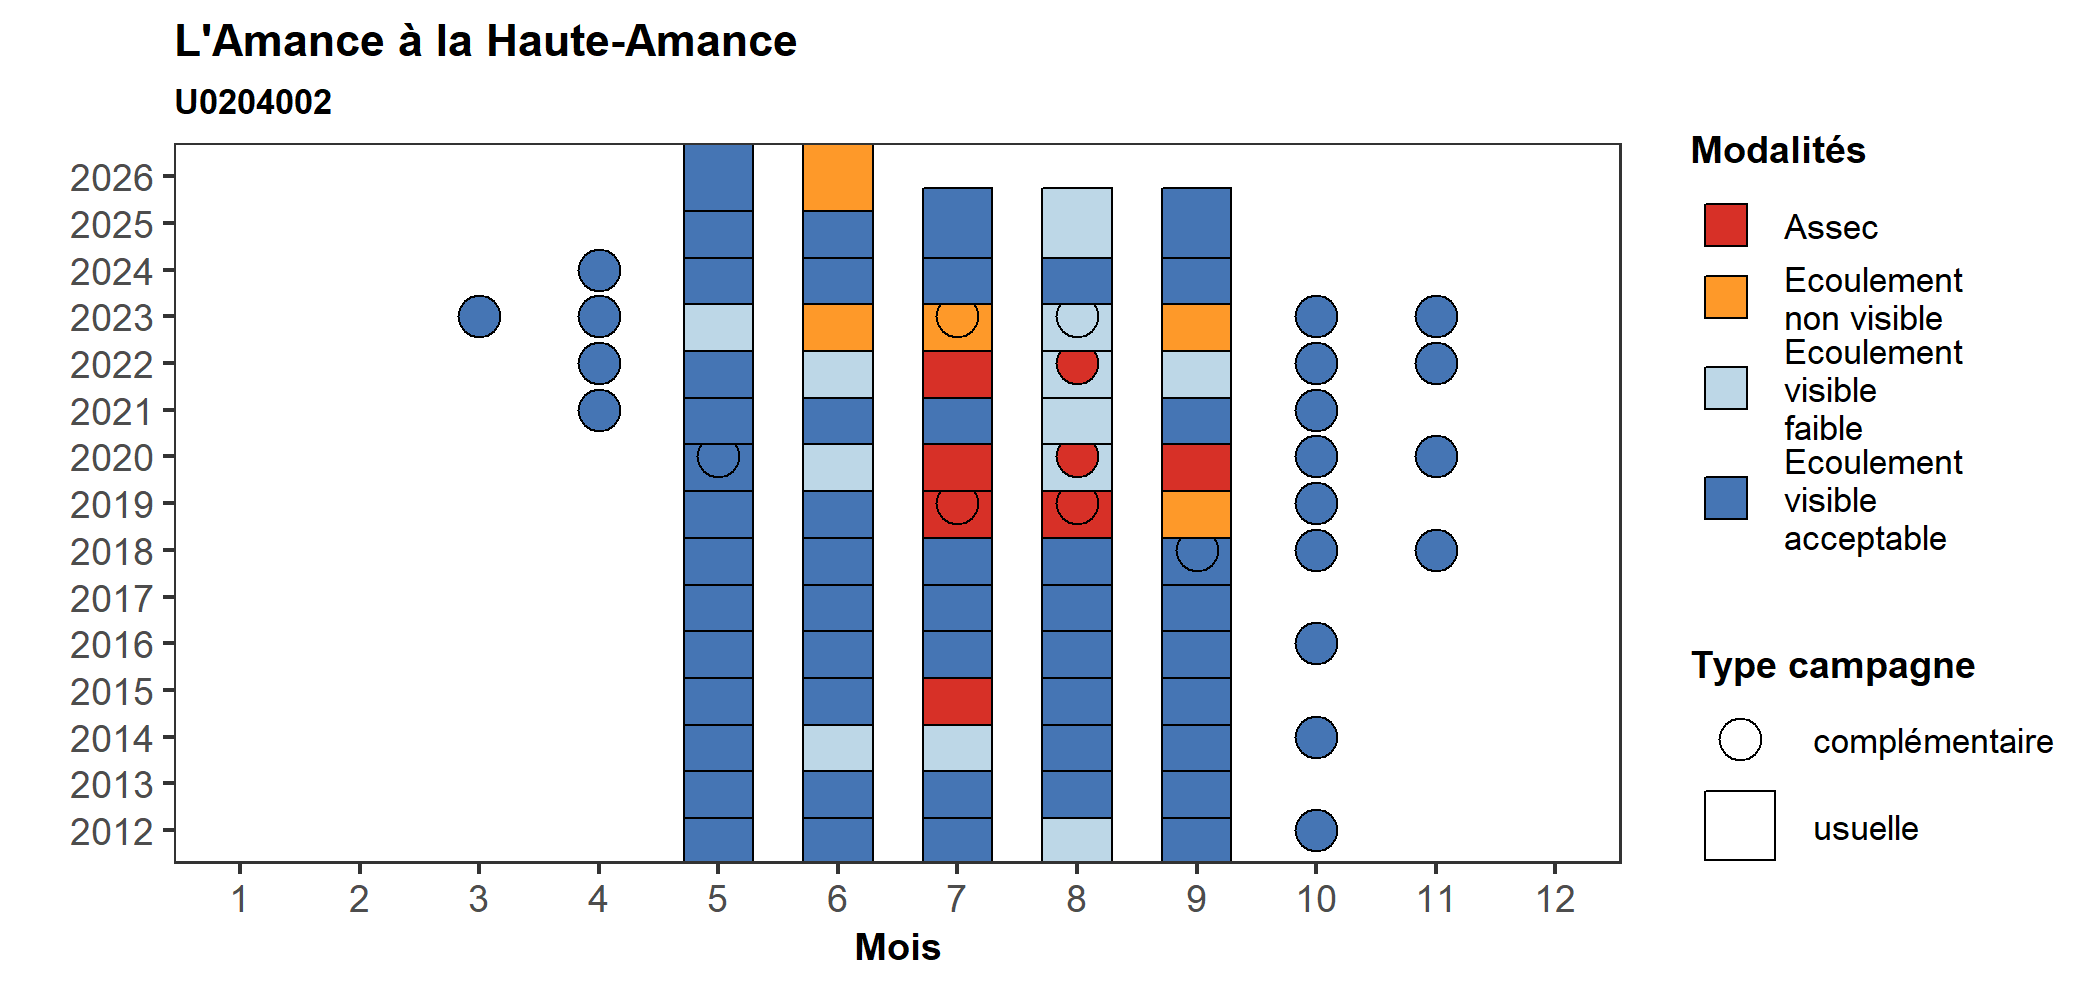 L'Amance à la Haute-Amance
U0204002
2026
2025
2024
2023
2022
2021
2020
2019
2018
2017
2016
2015
2014
2013
2012
1 2 3 4 5 6 7 8 9 10 11 12
Mois
Modalités
Assec
Ecoulement
non visible
Ecoulement
visible
faible
Ecoulement
visible
acceptable
Type campagne
complémentaire
usuelle